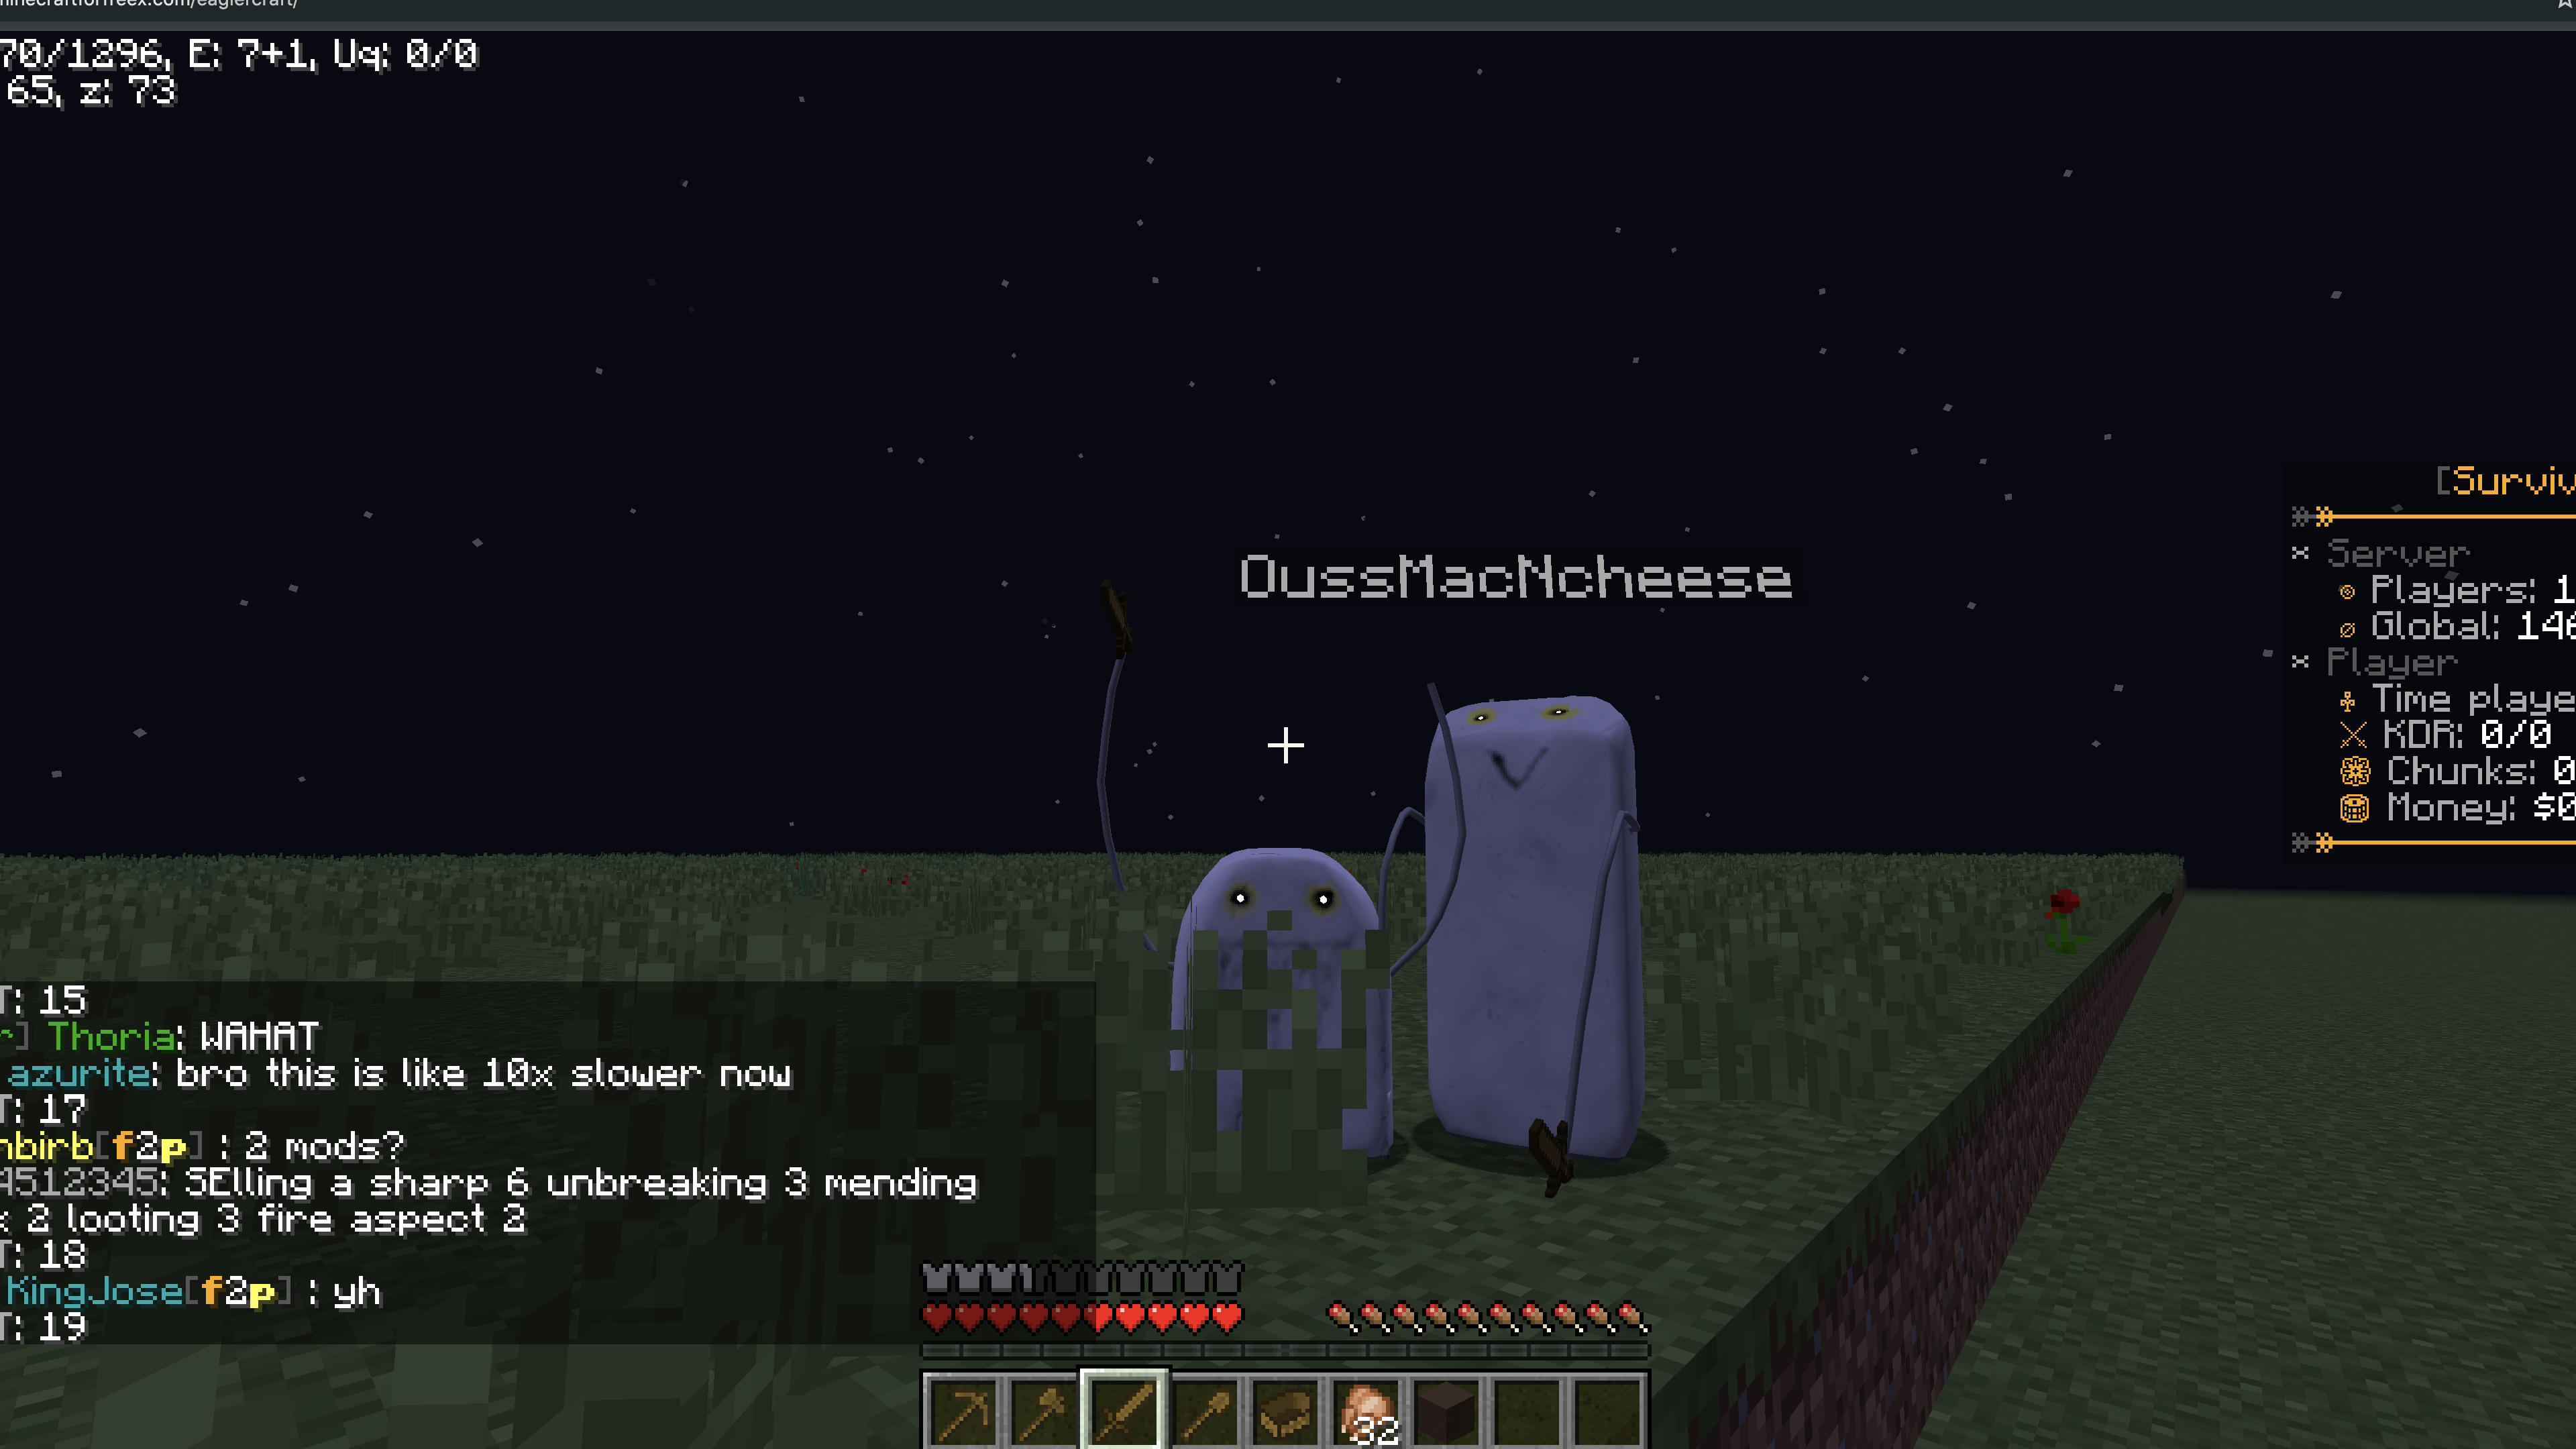 minecraftforfreex.com/eaglercraft/
70/1296, E: 7+1, Uq: 0/0
65, z: 73
OussMacNcheese
[Surviv
Server
Players: 1
Global: 146
Player
Time playe
KDR: 0/0
Chunks: 0
Money: $0
T: 15
r] Thoria: WAHAT
azurite: bro this is like 10x slower now
T: 17
nbirb[f2p] : 2 mods?
4512345: SElling a sharp 6 unbreaking 3 mending
x 2 looting 3 fire aspect 2
T: 18
KingJose[f2p] : yh
T: 19
32